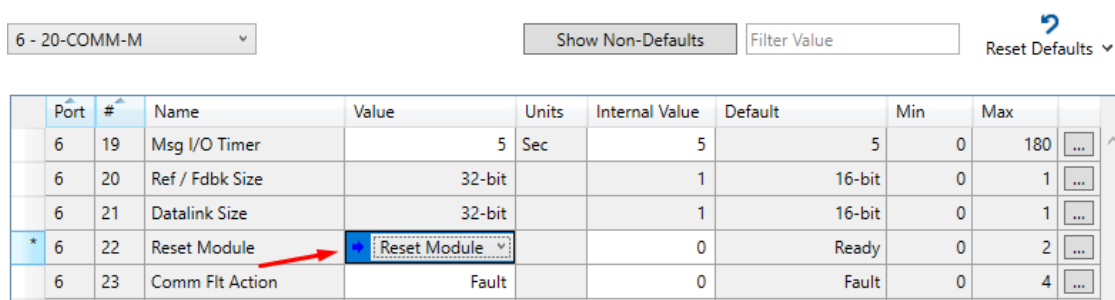 6 - 20-COMM-M Show Non-Defaults Filter Value Reset Defaults
Port # Name Value Units Internal Value Default Min Max
6 19 Msg I/O Timer 5 Sec 5 5 0 180 ...
6 20 Ref / Fdbk Size 32-bit 1 16-bit 0 1 ...
6 21 Datalink Size 32-bit 1 16-bit 0 1 ...
* 6 22 Reset Module Reset Module 0 Ready 0 2 ...
6 23 Comm Flt Action Fault 0 Fault 0 4 ...